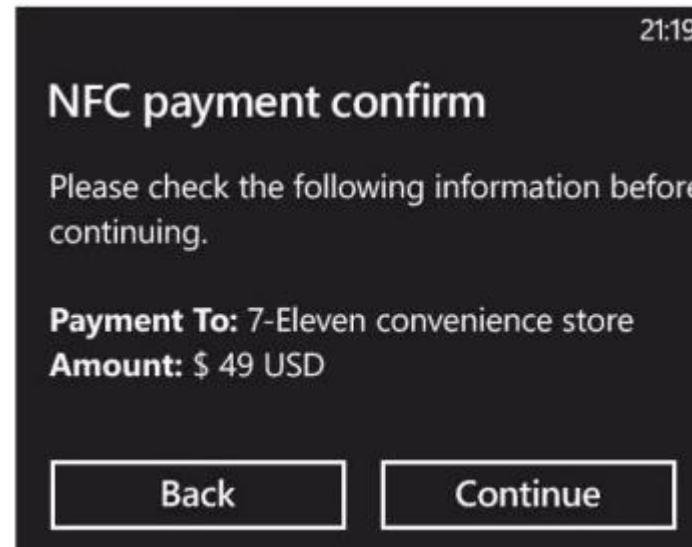 21:19
NFC payment confirm
Please check the following information before
continuing.
Payment To: 7-Eleven convenience store
Amount: $ 49 USD
Back
Continue